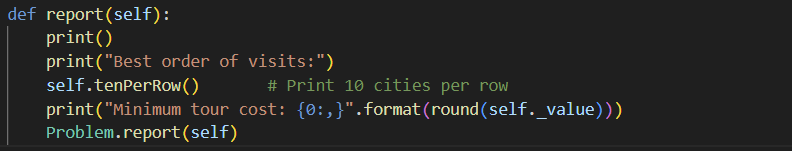 def report(self):
    print()
    print("Best order of visits:")
    self.tenPerRow()       # Print 10 cities per row
    print("Minimum tour cost: {0:,}".format(round(self._value)))
    Problem.report(self)